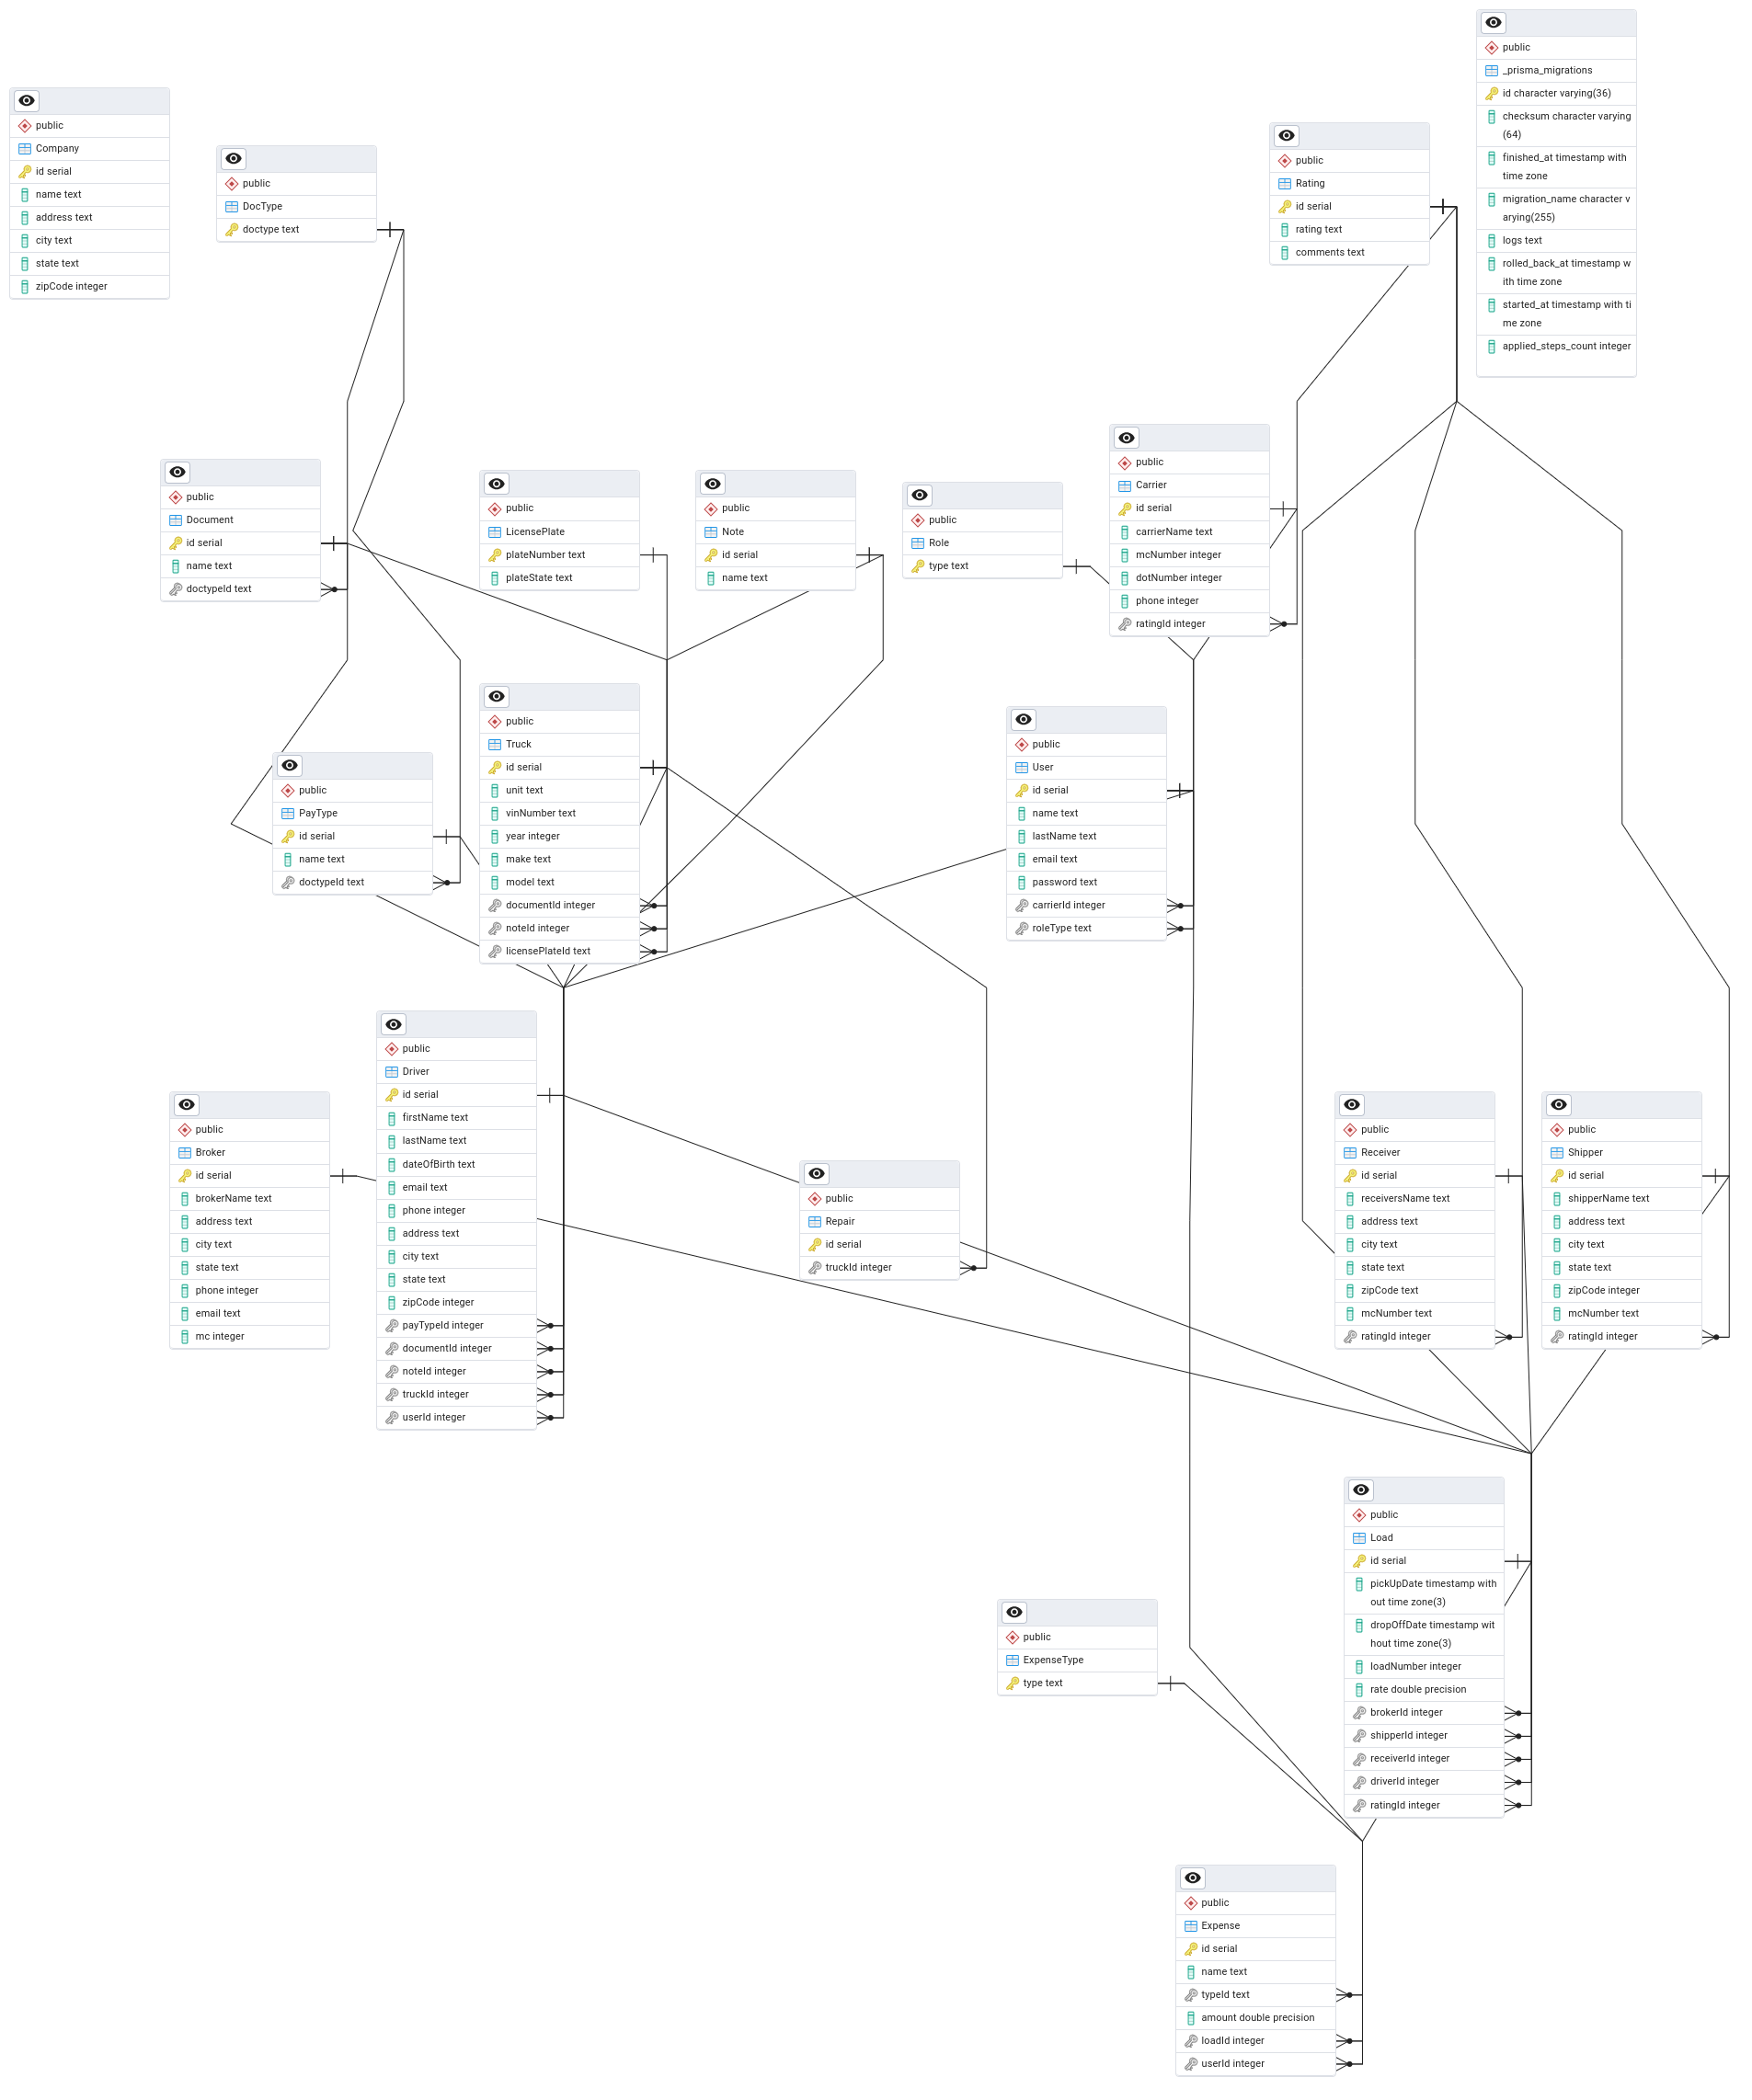 public
_prisma_migrations
id character varying(36)
checksum character varying
(64)
finished_at timestamp with
time zone
migration_name character v
arying(255)
logs text
rolled_back_at timestamp w
ith time zone
started_at timestamp with ti
me zone
applied_steps_count integer
public
Company
id serial
name text
address text
city text
state text
zipCode integer
public
DocType
doctype text
public
Rating
id serial
rating text
comments text
public
Document
id serial
name text
doctypeId text
public
LicensePlate
plateNumber text
plateState text
public
Note
id serial
name text
public
Role
type text
public
Carrier
id serial
carrierName text
mcNumber integer
dotNumber integer
phone integer
ratingId integer
public
PayType
id serial
name text
doctypeId text
public
Truck
id serial
unit text
vinNumber text
year integer
make text
model text
documentId integer
noteId integer
licensePlateId text
public
User
id serial
name text
lastName text
email text
password text
carrierId integer
roleType text
public
Broker
id serial
brokerName text
address text
city text
state text
phone integer
email text
mc integer
public
Driver
id serial
firstName text
lastName text
dateOfBirth text
email text
phone integer
address text
city text
state text
zipCode integer
payTypeId integer
documentId integer
noteId integer
truckId integer
userId integer
public
Repair
id serial
truckId integer
public
Receiver
id serial
receiversName text
address text
city text
state text
zipCode text
mcNumber text
ratingId integer
public
Shipper
id serial
shipperName text
address text
city text
state text
zipCode integer
mcNumber text
ratingId integer
public
Load
id serial
pickUpDate timestamp with
out time zone(3)
dropOffDate timestamp wit
hout time zone(3)
loadNumber integer
rate double precision
brokerId integer
shipperId integer
receiverId integer
driverId integer
ratingId integer
public
ExpenseType
type text
public
Expense
id serial
name text
typeId text
amount double precision
loadId integer
userId integer